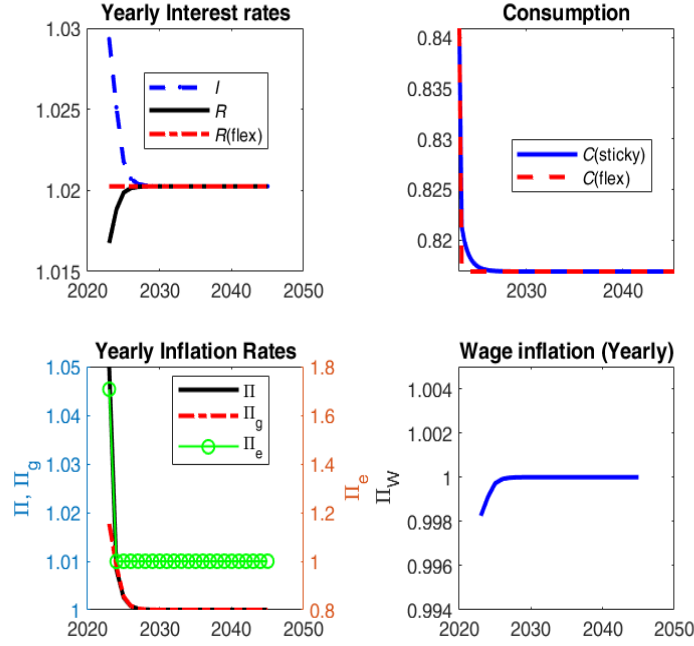 Yearly Interest rates
1.03
1.025
1.02
1.015
2020
2030
2040
2050
I
R
R(flex)
Consumption
0.84
0.835
0.83
0.825
0.82
2030
2040
C(sticky)
C(flex)
Yearly Inflation Rates
Π, Π_g
1.05
1.04
1.03
1.02
1.01
1
1.8
1.6
1.4
1.2
1
0.8
Π_e
2020
2030
2040
2050
Π
Π_g
Π_e
Wage inflation (Yearly)
Π_W
1.004
1.002
1
0.998
0.996
0.994
2020
2030
2040
2050